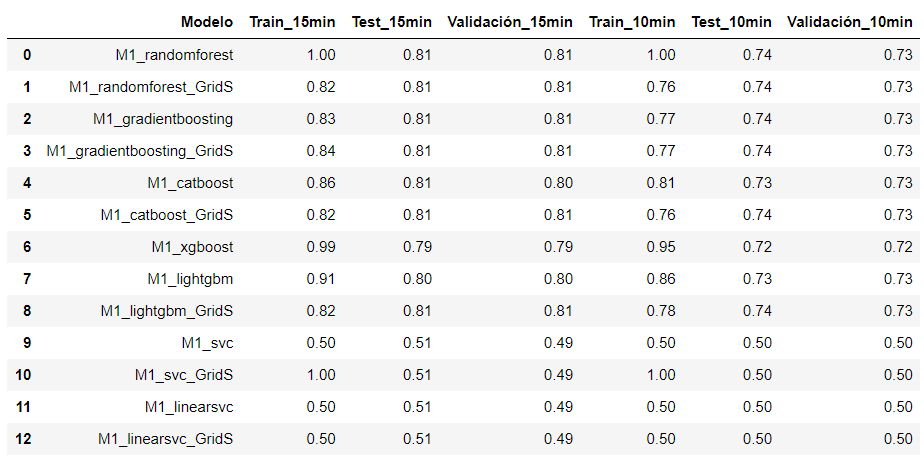 Modelo Train_15min Test_15min Validación_15min Train_10min Test_10min Validación_10min
0 M1_randomforest 1.00 0.81 0.81 1.00 0.74 0.73
1 M1_randomforest_GridS 0.82 0.81 0.81 0.76 0.74 0.73
2 M1_gradientboosting 0.83 0.81 0.81 0.77 0.74 0.73
3 M1_gradientboosting_GridS 0.84 0.81 0.81 0.77 0.74 0.73
4 M1_catboost 0.86 0.81 0.80 0.81 0.73 0.73
5 M1_catboost_GridS 0.82 0.81 0.81 0.76 0.74 0.73
6 M1_xgboost 0.99 0.79 0.79 0.95 0.72 0.72
7 M1_lightgbm 0.91 0.80 0.80 0.86 0.73 0.73
8 M1_lightgbm_GridS 0.82 0.81 0.81 0.78 0.74 0.73
9 M1_svc 0.50 0.51 0.49 0.50 0.50 0.50
10 M1_svc_GridS 1.00 0.51 0.49 1.00 0.50 0.50
11 M1_linearsvc 0.50 0.51 0.49 0.50 0.50 0.50
12 M1_linearsvc_GridS 0.50 0.51 0.49 0.50 0.50 0.50